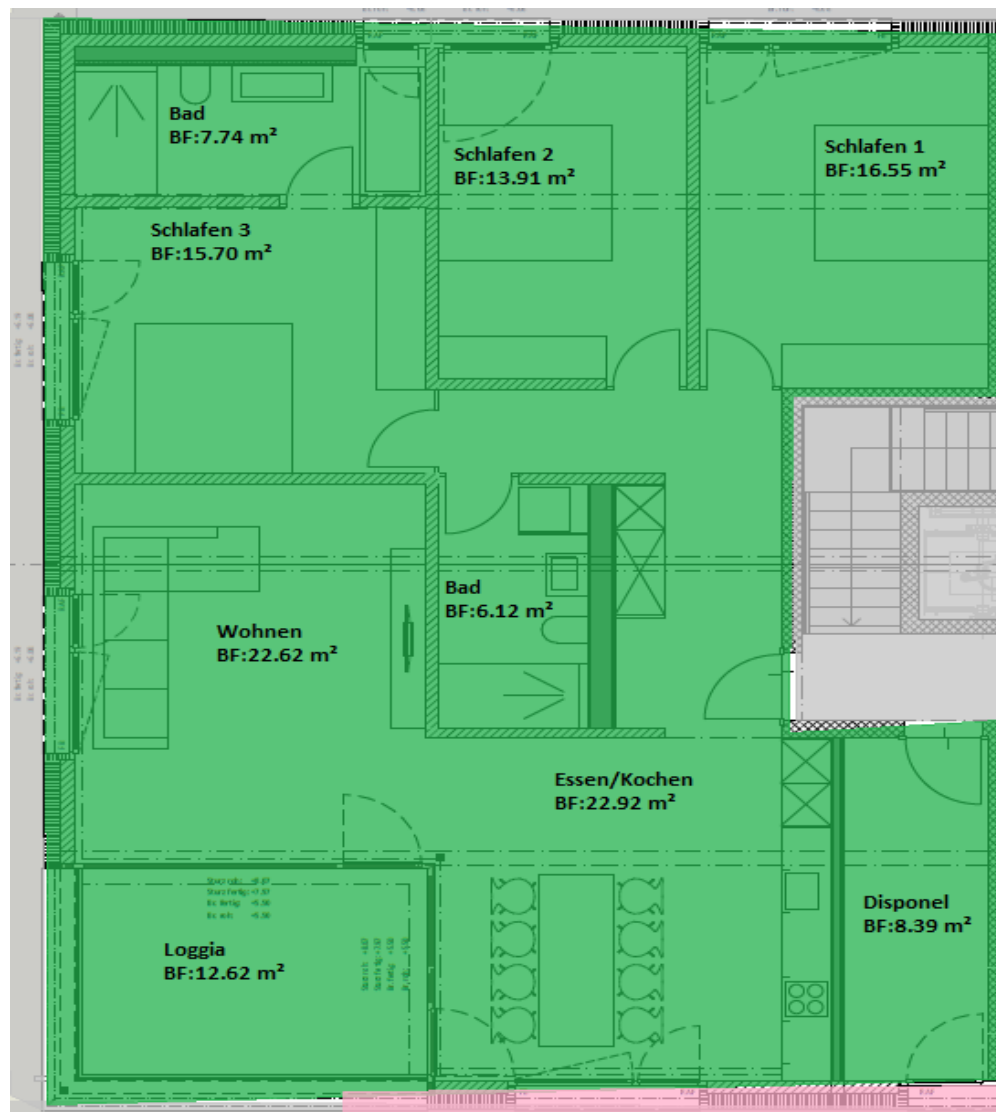 Bad
BF:7.74 m²
Schlafen 2
BF:13.91 m²
Schlafen 1
BF:16.55 m²
Schlafen 3
BF:15.70 m²
Bad
BF:6.12 m²
Wohnen
BF:22.62 m²
Essen/Kochen
BF:22.92 m²
Disponel
BF:8.39 m²
Loggia
BF:12.62 m²